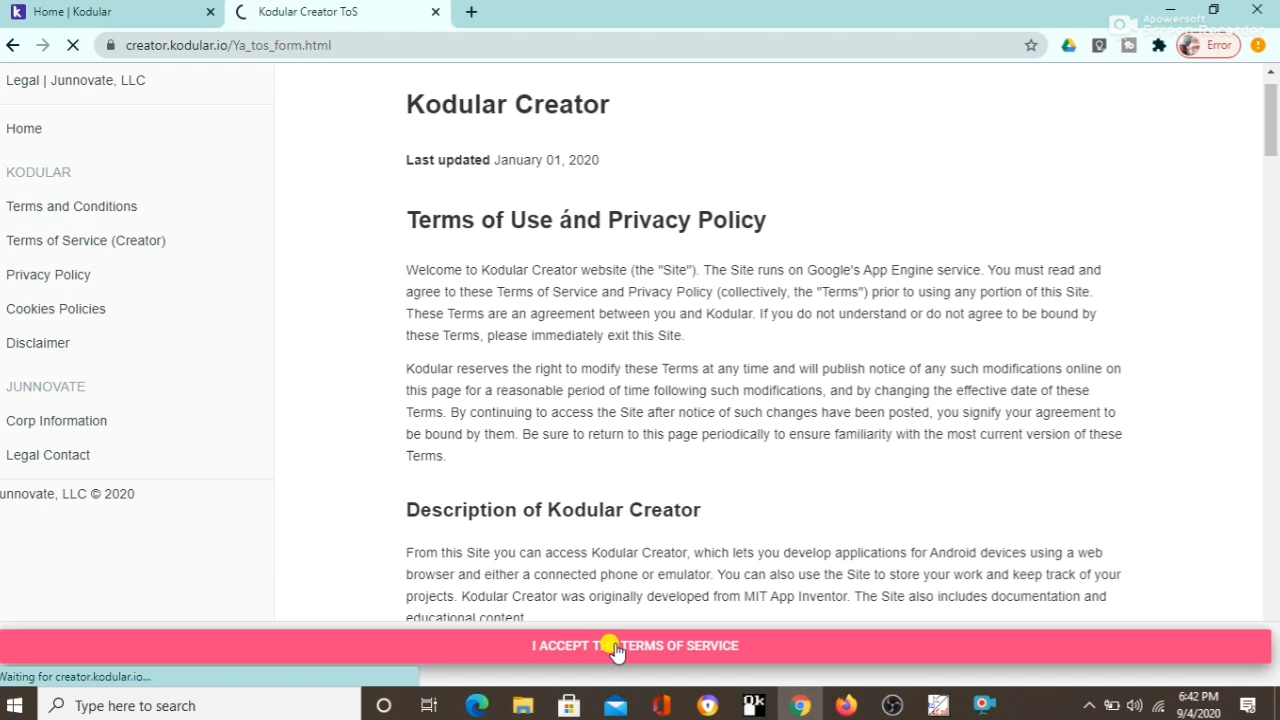 Home | Kodular
Kodular Creator ToS
Apowersoft
Screen Recorder
creator.kodular.io/Ya_tos_form.html
Error
Legal | Junnovate, LLC
Home
KODULAR
Terms and Conditions
Terms of Service (Creator)
Privacy Policy
Cookies Policies
Disclaimer
JUNNOVATE
Corp Information
Legal Contact
unnovate, LLC © 2020
Kodular Creator
Last updated January 01, 2020
Terms of Use ánd Privacy Policy
Welcome to Kodular Creator website (the "Site"). The Site runs on Google's App Engine service. You must read and
agree to these Terms of Service and Privacy Policy (collectively, the "Terms") prior to using any portion of this Site.
These Terms are an agreement between you and Kodular. If you do not understand or do not agree to be bound by
these Terms, please immediately exit this Site.
Kodular reserves the right to modify these Terms at any time and will publish notice of any such modifications online on
this page for a reasonable period of time following such modifications, and by changing the effective date of these
Terms. By continuing to access the Site after notice of such changes have been posted, you signify your agreement to
be bound by them. Be sure to return to this page periodically to ensure familiarity with the most current version of these
Terms.
Description of Kodular Creator
From this Site you can access Kodular Creator, which lets you develop applications for Android devices using a web
browser and either a connected phone or emulator. You can also use the Site to store your work and keep track of your
projects. Kodular Creator was originally developed from MIT App Inventor. The Site also includes documentation and
educational content.
I ACCEPT T TERMS OF SERVICE
Waiting for creator.kodular.io...
Type here to search
Ok
6:42 PM
9/4/2020